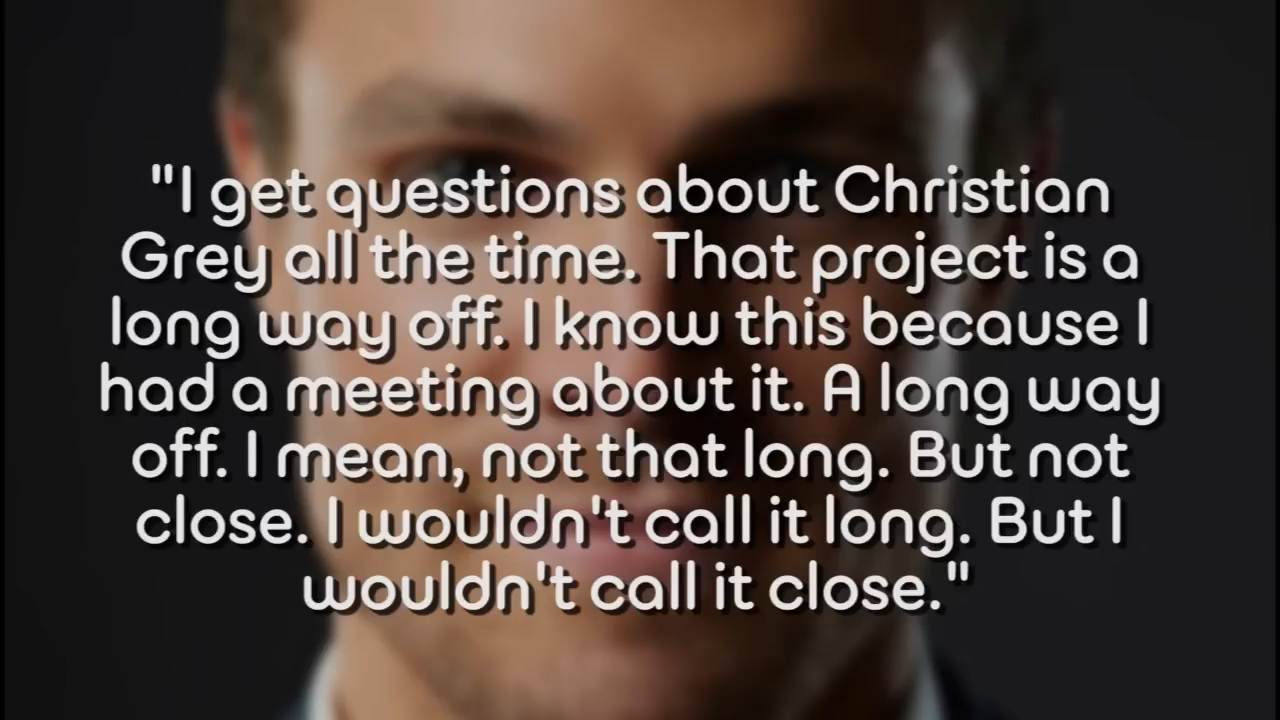 "I get questions about Christian
Grey all the time. That project is a
long way off. I know this because I
had a meeting about it. A long way
off. I mean, not that long. But not
close. I wouldn't call it long. But I
wouldn't call it close."